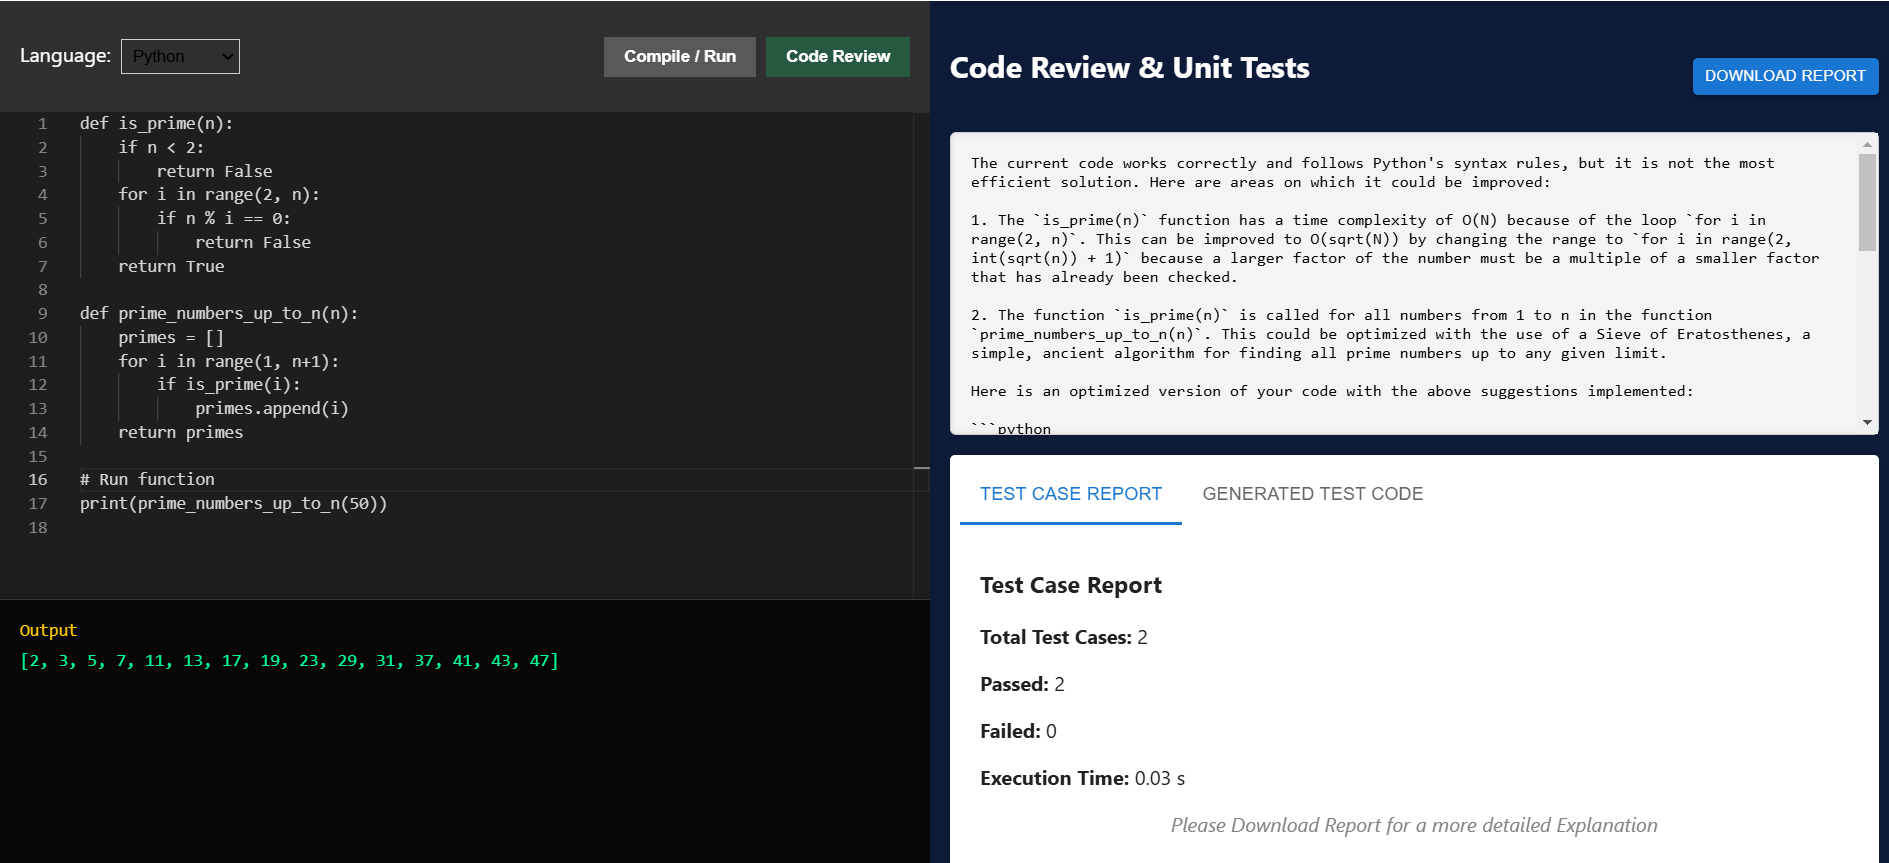 Language: Python
Compile / Run
Code Review
1 def is_prime(n):
2     if n < 2:
3         return False
4     for i in range(2, n):
5         if n % i == 0:
6             return False
7     return True
8
9 def prime_numbers_up_to_n(n):
10     primes = []
11     for i in range(1, n+1):
12         if is_prime(i):
13             primes.append(i)
14     return primes
15
16 # Run function
17 print(prime_numbers_up_to_n(50))
18
Output
[2, 3, 5, 7, 11, 13, 17, 19, 23, 29, 31, 37, 41, 43, 47]
Code Review & Unit Tests
DOWNLOAD REPORT
The current code works correctly and follows Python's syntax rules, but it is not the most
efficient solution. Here are areas on which it could be improved:
1. The `is_prime(n)` function has a time complexity of O(N) because of the loop `for i in
range(2, n)`. This can be improved to O(sqrt(N)) by changing the range to `for i in range(2,
int(sqrt(n)) + 1)` because a larger factor of the number must be a multiple of a smaller factor
that has already been checked.
2. The function `is_prime(n)` is called for all numbers from 1 to n in the function
`prime_numbers_up_to_n(n)`. This could be optimized with the use of a Sieve of Eratosthenes, a
simple, ancient algorithm for finding all prime numbers up to any given limit.
Here is an optimized version of your code with the above suggestions implemented:
```python
TEST CASE REPORT
GENERATED TEST CODE
Test Case Report
Total Test Cases: 2
Passed: 2
Failed: 0
Execution Time: 0.03 s
Please Download Report for a more detailed Explanation